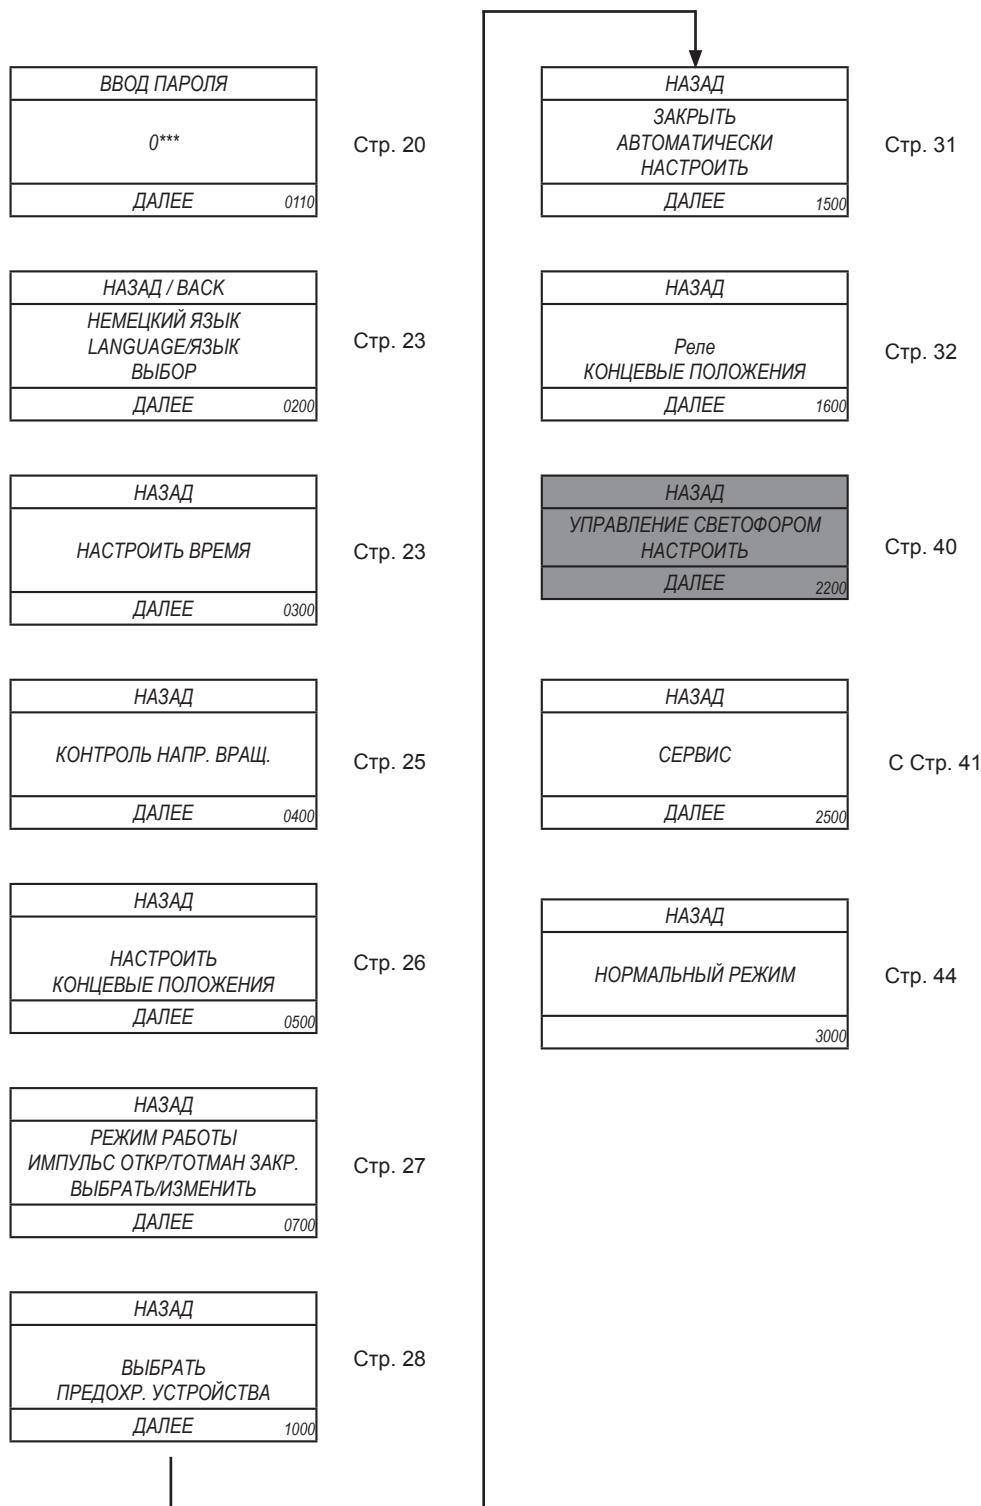 ВВОД ПАРОЛЯ
0***
ДАЛЕЕ 0110
Стр. 20
НАЗАД / BACK
НЕМЕЦКИЙ ЯЗЫК
LANGUAGE/ЯЗЫК
ВЫБОР
ДАЛЕЕ 0200
Стр. 23
НАЗАД
НАСТРОИТЬ ВРЕМЯ
ДАЛЕЕ 0300
Стр. 23
НАЗАД
КОНТРОЛЬ НАПР. ВРАЩ.
ДАЛЕЕ 0400
Стр. 25
НАЗАД
НАСТРОИТЬ
КОНЦЕВЫЕ ПОЛОЖЕНИЯ
ДАЛЕЕ 0500
Стр. 26
НАЗАД
РЕЖИМ РАБОТЫ
ИМПУЛЬС ОТКР/ТОТМАН ЗАКР.
ВЫБРАТЬ/ИЗМЕНИТЬ
ДАЛЕЕ 0700
Стр. 27
НАЗАД
ВЫБРАТЬ
ПРЕДОХР. УСТРОЙСТВА
ДАЛЕЕ 1000
Стр. 28
НАЗАД
ЗАКРЫТЬ
АВТОМАТИЧЕСКИ
НАСТРОИТЬ
ДАЛЕЕ 1500
Стр. 31
НАЗАД
Реле
КОНЦЕВЫЕ ПОЛОЖЕНИЯ
ДАЛЕЕ 1600
Стр. 32
НАЗАД
УПРАВЛЕНИЕ СВЕТОФОРОМ
НАСТРОИТЬ
ДАЛЕЕ 2200
Стр. 40
НАЗАД
СЕРВИС
ДАЛЕЕ 2500
С Стр. 41
НАЗАД
НОРМАЛЬНЫЙ РЕЖИМ
3000
Стр. 44